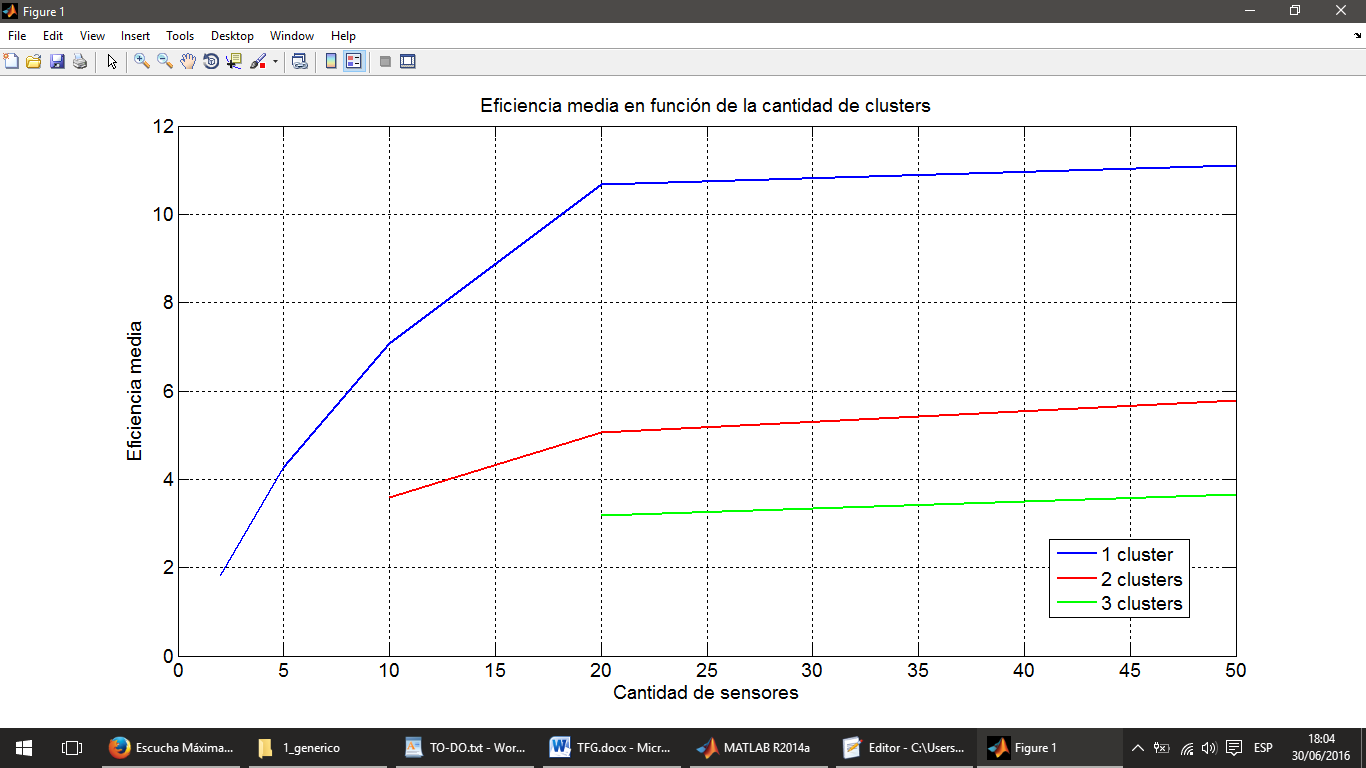 Figure 1
File Edit View Insert Tools Desktop Window Help
Eficiencia media en función de la cantidad de clusters
12
10
8
6
4
2
0
Eficiencia media
0 5 10 15 20 25 30 35 40 45 50
Cantidad de sensores
1 cluster
2 clusters
3 clusters
Escucha Máxima... 1_generico TO-DO.txt - Wor... TFG.docx - Micr... MATLAB R2014a Editor - C:\Users... Figure 1 ESP 18:04
30/06/2016